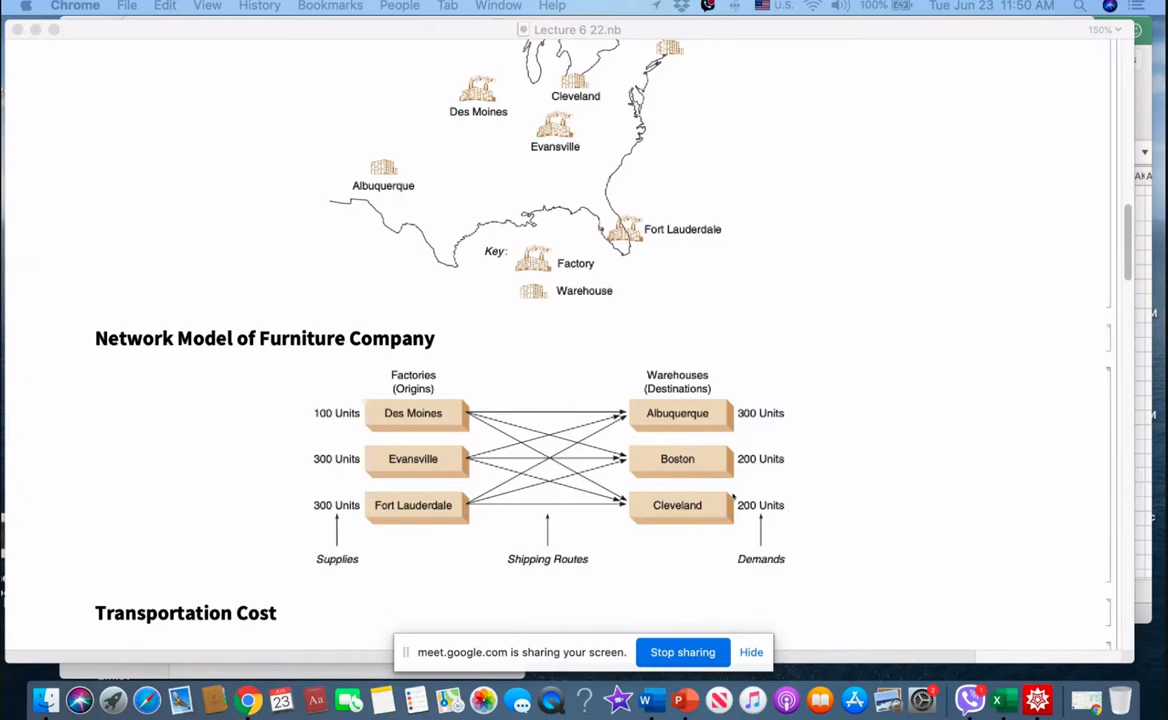 Chrome File Edit View History Bookmarks People Tab Window Help U.S. 100% Tue Jun 23 11:50 AM
Lecture 6 22.nb
150%
Cleveland
Des Moines
Evansville
Albuquerque
Fort Lauderdale
Key:
Factory
Warehouse
Network Model of Furniture Company
Factories
(Origins)
Warehouses
(Destinations)
100 Units Des Moines Albuquerque 300 Units
300 Units Evansville Boston 200 Units
300 Units Fort Lauderdale Cleveland 200 Units
Supplies Shipping Routes Demands
Transportation Cost
meet.google.com is sharing your screen. Stop sharing Hide